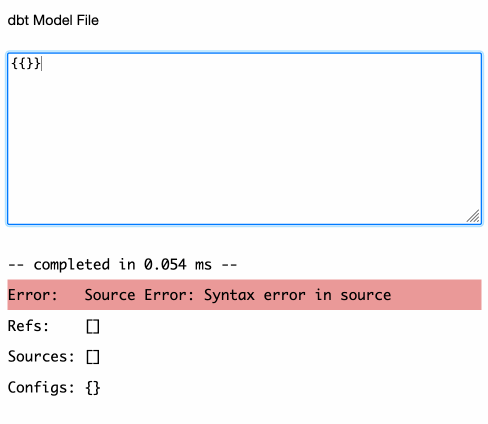 dbt Model File
{{}}
-- completed in 0.054 ms --
Error: Source Error: Syntax error in source
Refs: []
Sources: []
Configs: {}